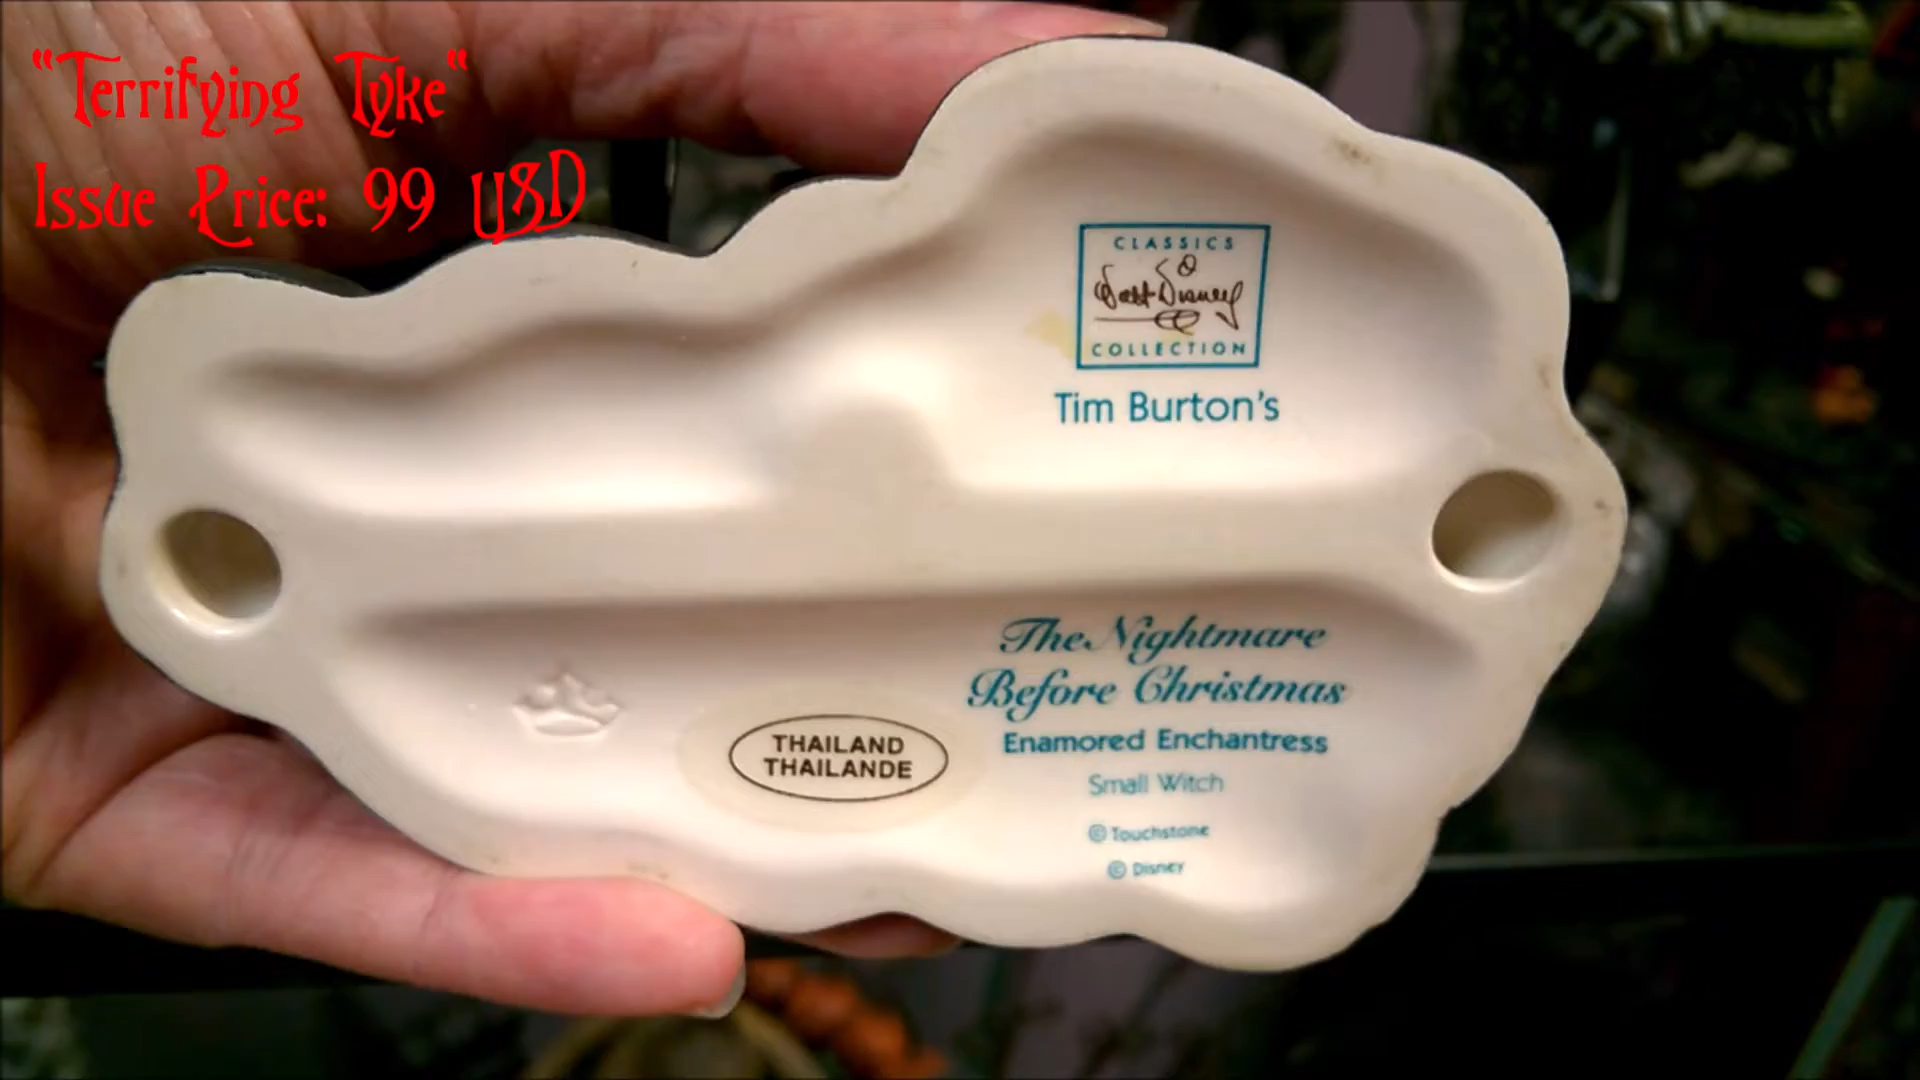 "Terrifying Tyke"
Issue Price: 99 USD
CLASSICS
Walt Disney
COLLECTION
Tim Burton's
The Nightmare
Before Christmas
Enamored Enchantress
Small Witch
© Touchstone
© Disney
THAILAND
THAILANDE